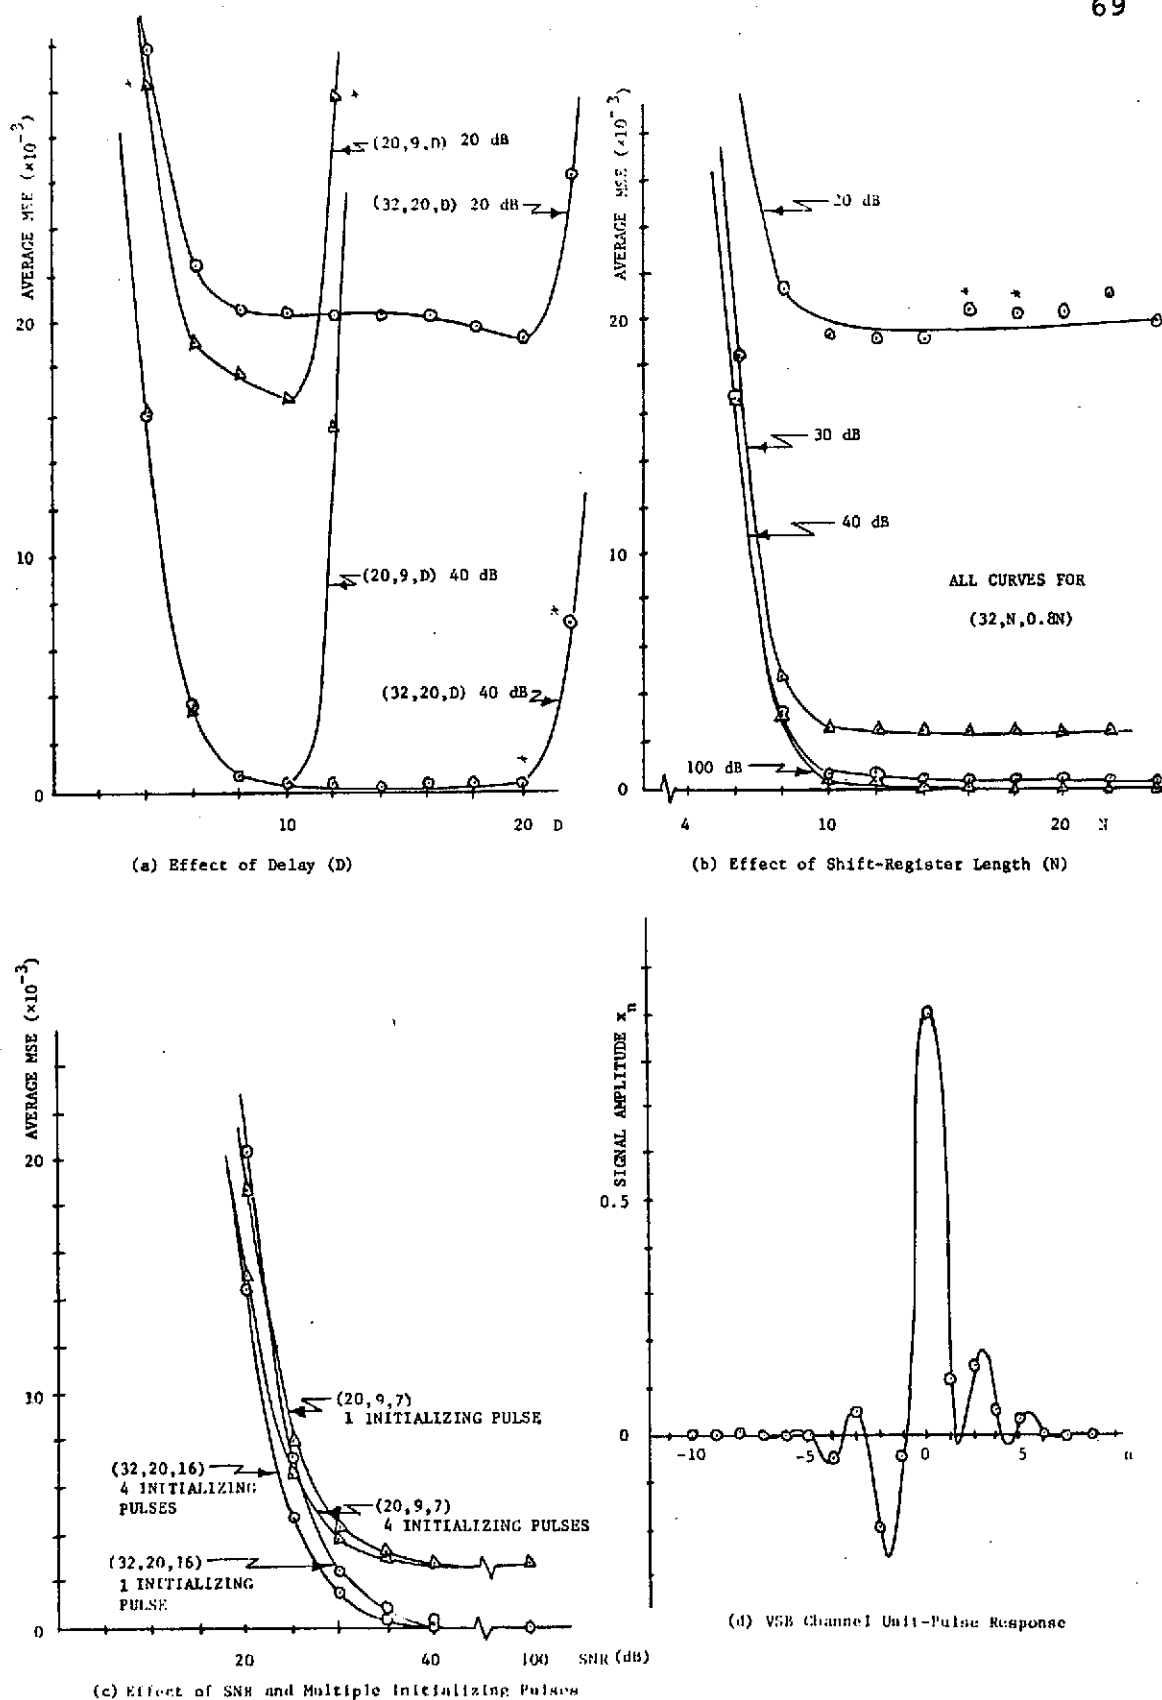 69
AVERAGE MSE (×10⁻³)
20
10
0
(20,9,D) 20 dB
(32,20,D) 20 dB
(20,9,D) 40 dB
(32,20,D) 40 dB
10
20 D
(a) Effect of Delay (D)
AVERAGE MSE (×10⁻³)
20
10
0
20 dB
30 dB
40 dB
ALL CURVES FOR
(32,N,0.8N)
100 dB
4
10
20 N
(b) Effect of Shift-Register Length (N)
AVERAGE MSE (×10⁻³)
20
10
0
(20,9,7)
1 INITIALIZING PULSE
(32,20,16)
4 INITIALIZING
PULSES
(20,9,7)
4 INITIALIZING PULSES
(32,20,16)
1 INITIALIZING
PULSE
20
40
100
SNR (dB)
(c) Effect of SNR and Multiple Initializing Pulses
SIGNAL AMPLITUDE xₙ
0.5
0
-10
-5
0
5
n
(d) VSB Channel Unit-Pulse Response